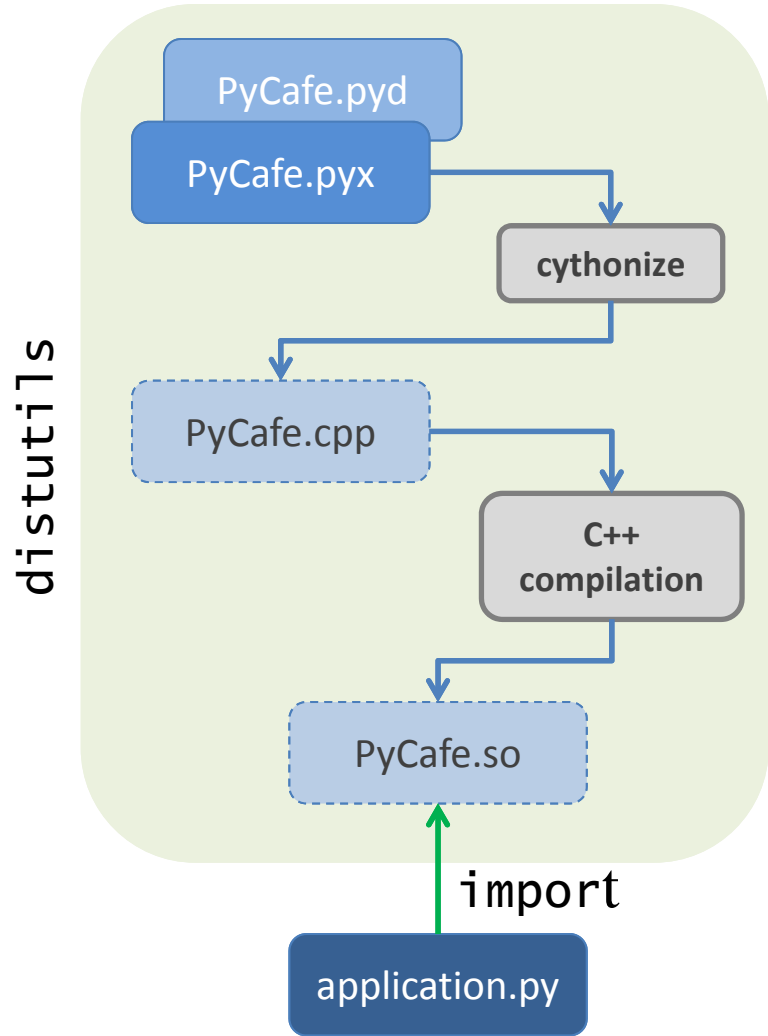 PyCafe.pyd
PyCafe.pyx
cythonize
distutils
PyCafe.cpp
C++
compilation
PyCafe.so
import
application.py